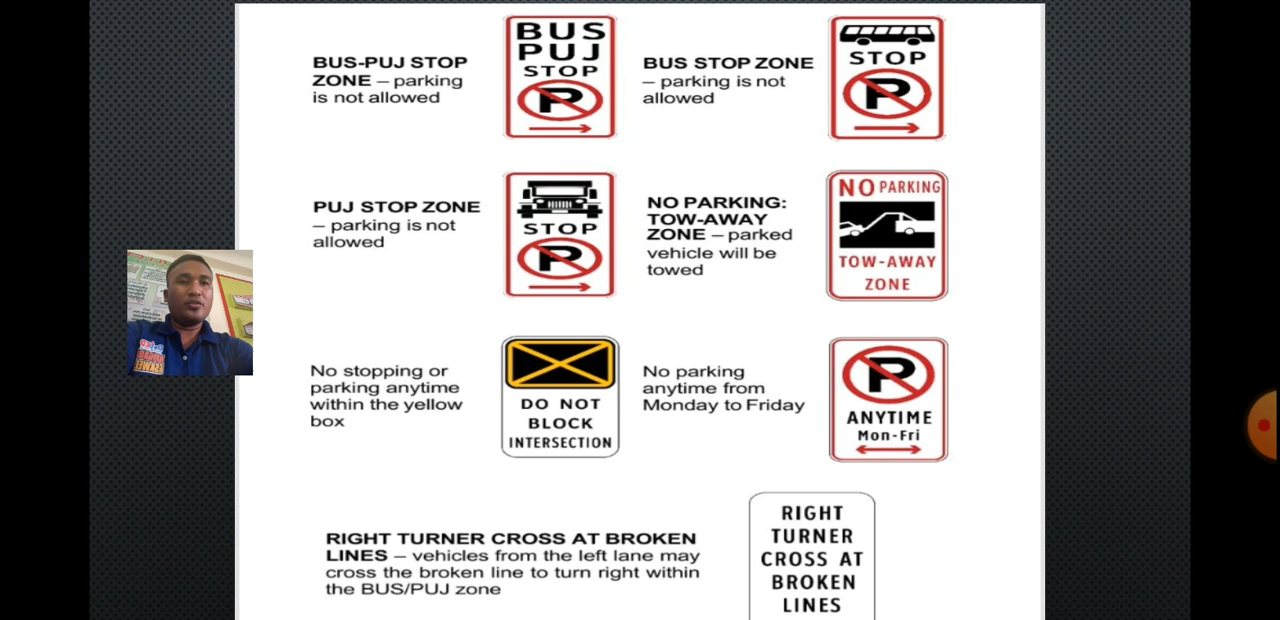 BUS-PUJ STOP
ZONE – parking
is not allowed
BUS
PUJ
STOP
P
BUS STOP ZONE
– parking is not
allowed
STOP
P
PUJ STOP ZONE
– parking is not
allowed
STOP
P
NO PARKING:
TOW-AWAY
ZONE – parked
vehicle will be
towed
NO PARKING
TOW-AWAY
ZONE
No stopping or
parking anytime
within the yellow
box
DO NOT
BLOCK
INTERSECTION
No parking
anytime from
Monday to Friday
P
ANYTIME
Mon-Fri
RIGHT TURNER CROSS AT BROKEN
LINES – vehicles from the left lane may
cross the broken line to turn right within
the BUS/PUJ zone
RIGHT
TURNER
CROSS AT
BROKEN
LINES